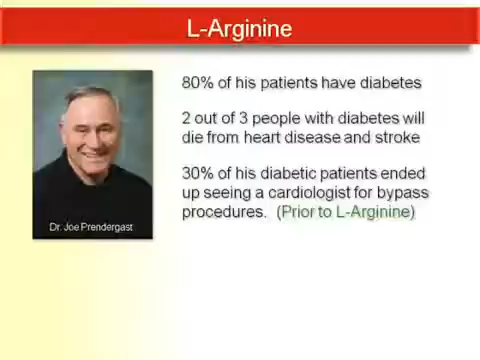 L-Arginine
80% of his patients have diabetes
2 out of 3 people with diabetes will
die from heart disease and stroke
30% of his diabetic patients ended
up seeing a cardiologist for bypass
procedures. (Prior to L-Arginine)
Dr. Joe Prendergast